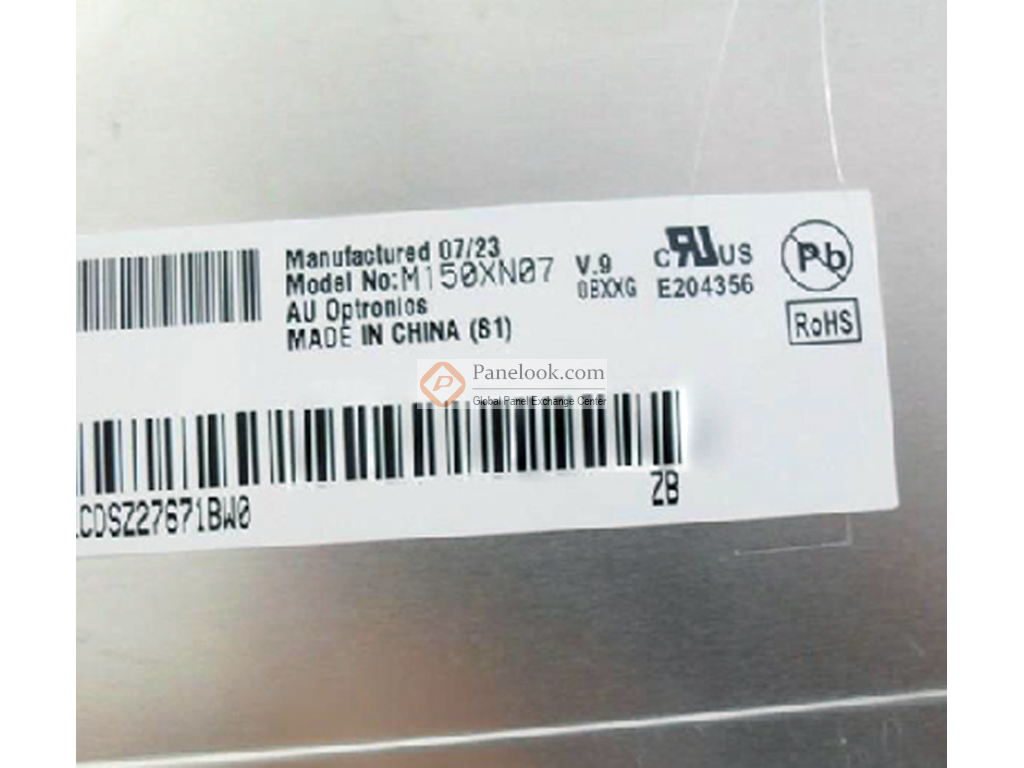 Manufactured 07/23
Model No:M150XN07 V.9
AU Optronics 0BXXG
MADE IN CHINA (S1)
c RU US
E204356
Pb
RoHS
Panelook.com
Global Panel Exchange Center
CDSZ27671BW0
ZB